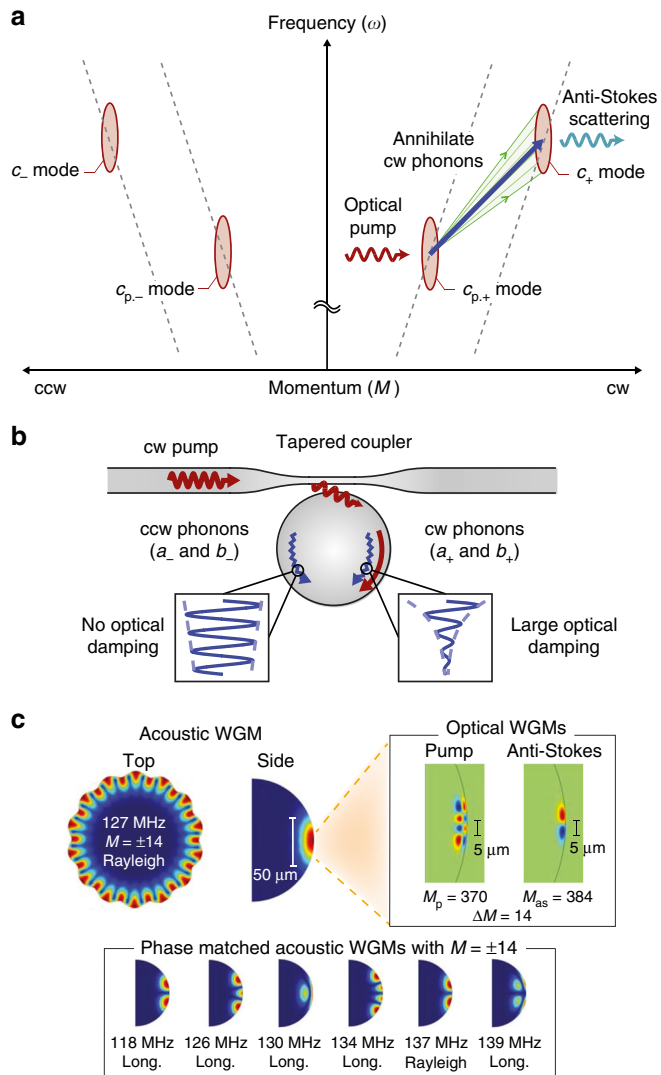 a
Frequency (ω)
Anti-Stokes
scattering
Annihilate
cw phonons
c₋ mode
c₊ mode
Optical
pump
cₚ.₋ mode
cₚ.₊ mode
ccw
Momentum (M)
cw
b
cw pump
Tapered coupler
ccw phonons
(a₋ and b₋)
cw phonons
(a₊ and b₊)
No optical
damping
Large optical
damping
c
Acoustic WGM
Optical WGMs
Top
Side
Pump
Anti-Stokes
127 MHz
M = ±14
Rayleigh
50 μm
5 μm
5 μm
Mₚ = 370
Mₐₛ = 384
ΔM = 14
Phase matched acoustic WGMs with M = ±14
118 MHz
Long.
126 MHz
Long.
130 MHz
Long.
134 MHz
Long.
137 MHz
Rayleigh
139 MHz
Long.